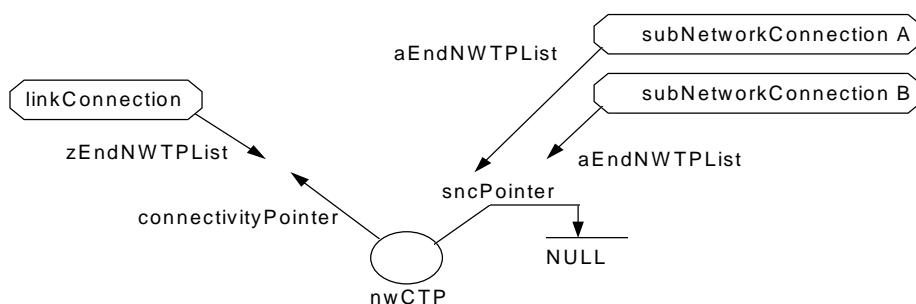 subNetworkConnection A
aEndNWTPList
subNetworkConnection B
linkConnection
zEndNWTPList
aEndNWTPList
sncPointer
connectivityPointer
NULL
nwCTP